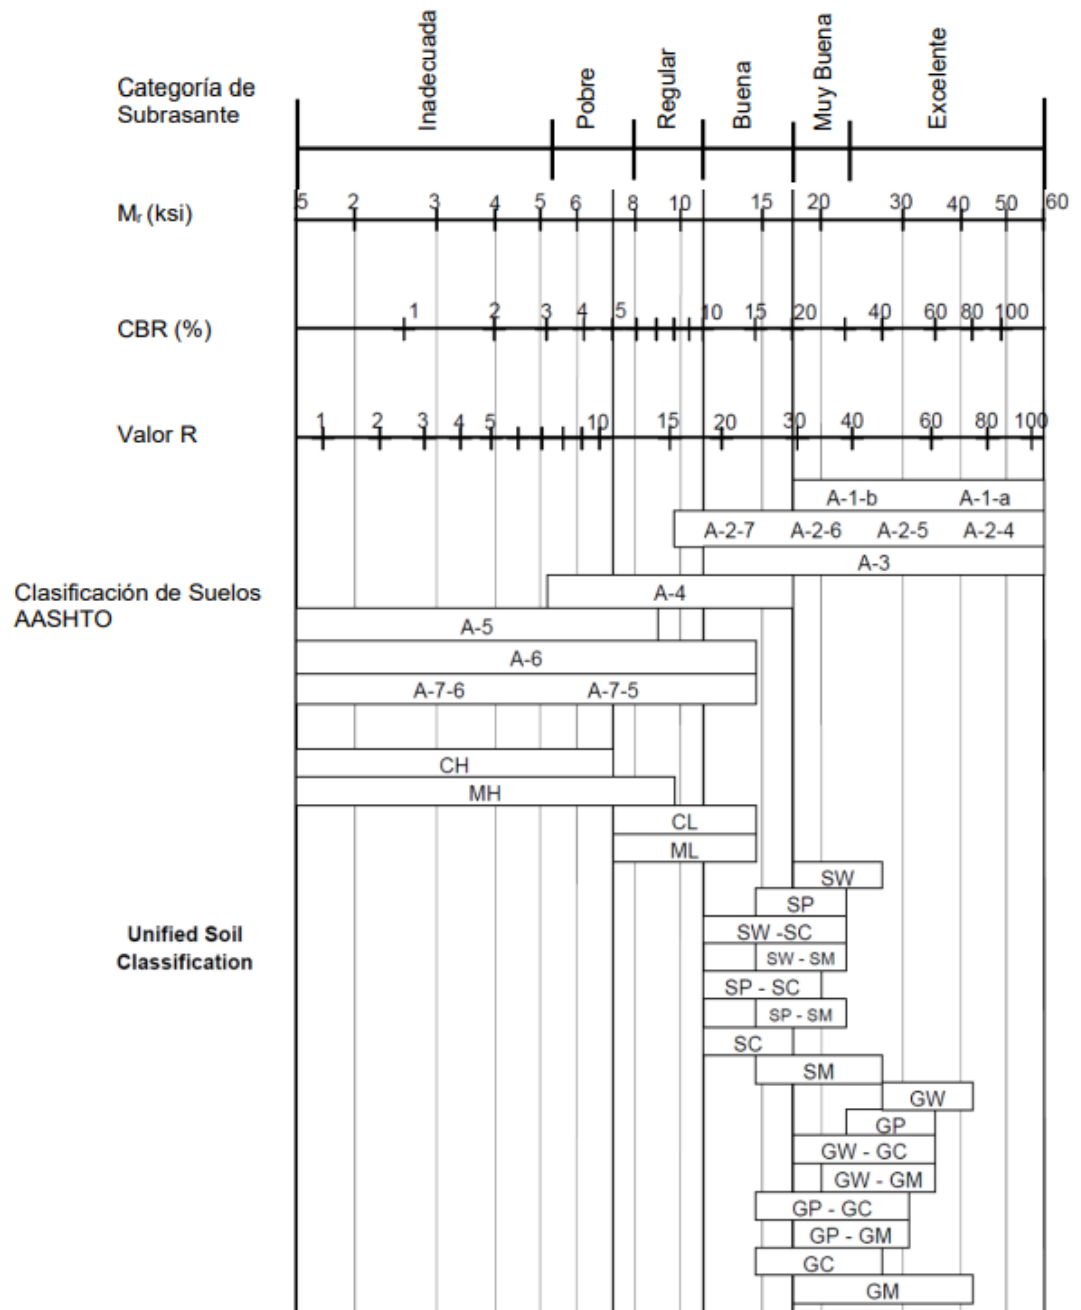 Categoría de
Subrasante
Inadecuada
Pobre
Regular
Buena
Muy Buena
Excelente
Mr (ksi)
5 2 3 4 5 6 8 10 15 20 30 40 50 60
CBR (%)
1 2 3 4 5 10 15 20 40 60 80 100
Valor R
1 2 3 4 5 10 15 20 30 40 60 80 100
A-1-b A-1-a
A-2-7 A-2-6 A-2-5 A-2-4
A-3
Clasificación de Suelos
AASHTO
A-4
A-5
A-6
A-7-6 A-7-5
CH
MH
CL
ML
SW
SP
Unified Soil
Classification
SW -SC
SW - SM
SP - SC
SP - SM
SC
SM
GW
GP
GW - GC
GW - GM
GP - GC
GP - GM
GC
GM